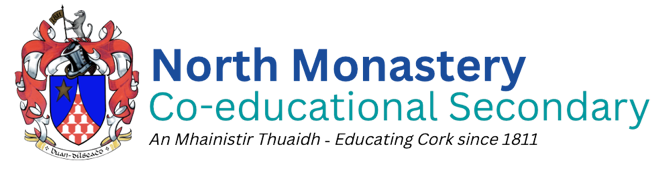 North Monastery
Co-educational Secondary
An Mhainistir Thuaidh - Educating Cork since 1811